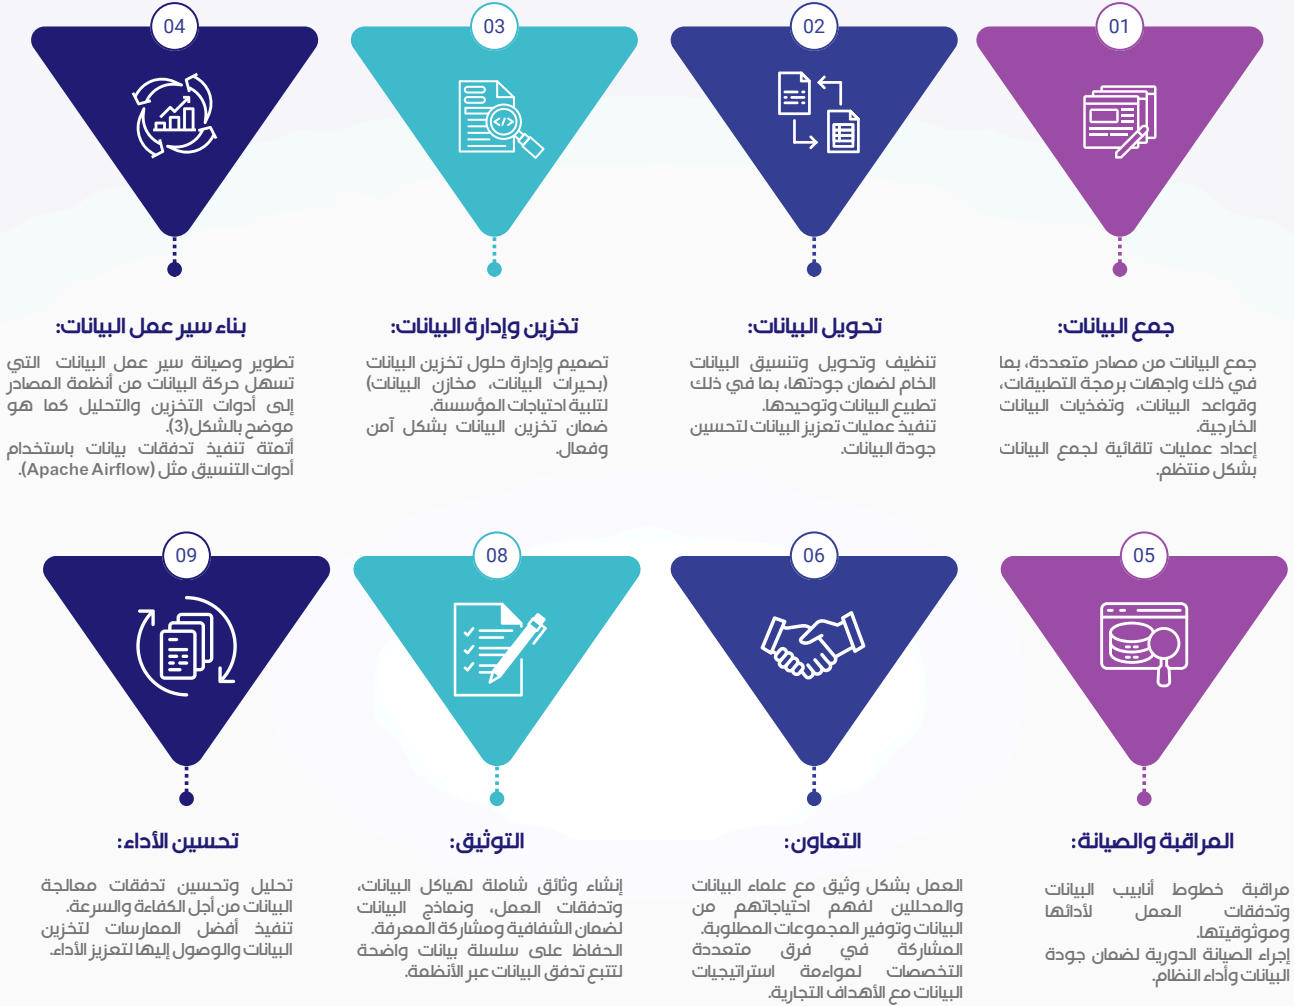 01
جمع البيانات:
جمع البيانات من مصادر متعددة، بما
في ذلك واجهات برمجة التطبيقات،
وقواعد البيانات، وتغذيات البيانات
الخارجية.
إعداد عمليات تلقائية لجمع البيانات
بشكل منتظم.
02
تحويل البيانات:
تنظيف وتحويل وتنسيق البيانات
الخام لضمان جودتها، بما في ذلك
تطبيع البيانات وتوحيدها.
تنفيذ عمليات تعزيز البيانات لتحسين
جودة البيانات.
03
تخزين وإدارة البيانات:
تصميم وإدارة حلول تخزين البيانات
(بحيرات البيانات، مخازن البيانات)
لتلبية احتياجات المؤسسة.
ضمان تخزين البيانات بشكل آمن
وفعال.
04
بناء سير عمل البيانات:
تطوير وصيانة سير عمل البيانات التي
تسهل حركة البيانات من أنظمة المصادر
إلى أدوات التخزين والتحليل كما هو
موضح بالشكل(3).
أتمتة تنفيذ تدفقات بيانات باستخدام
أدوات التنسيق مثل (Apache Airflow).
05
المراقبة والصيانة:
مراقبة خطوط أنابيب البيانات
وتدفقات العمل لأدائها
وموثوقيتها.
إجراء الصيانة الدورية لضمان جودة
البيانات وأداء النظام.
06
التعاون:
العمل بشكل وثيق مع علماء البيانات
والمحللين لفهم احتياجاتهم من
البيانات وتوفير المجموعات المطلوبة.
المشاركة في فرق متعددة
التخصصات لمواءمة استراتيجيات
البيانات مع الأهداف التجارية.
08
التوثيق:
إنشاء وثائق شاملة لهياكل البيانات،
وتدفقات العمل، ونماذج البيانات
لضمان الشفافية ومشاركة المعرفة.
الحفاظ على سلسلة بيانات واضحة
لتتبع تدفق البيانات عبر الأنظمة.
09
تحسين الأداء:
تحليل وتحسين تدفقات معالجة
البيانات من أجل الكفاءة والسرعة.
تنفيذ أفضل الممارسات لتخزين
البيانات والوصول إليها لتعزيز الأداء.